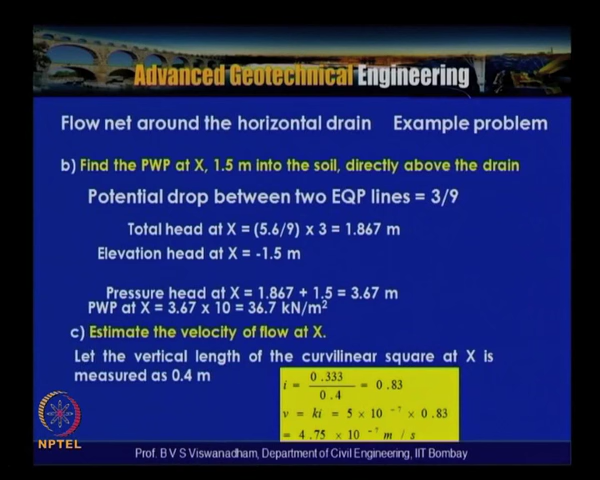 Advanced Geotechnical Engineering
Flow net around the horizontal drain Example problem
b) Find the PWP at X, 1.5 m into the soil, directly above the drain
Potential drop between two EQP lines = 3/9
Total head at X = (5.6/9) x 3 = 1.867 m
Elevation head at X = -1.5 m
Pressure head at X = 1.867 + 1.5 = 3.67 m
PWP at X = 3.67 x 10 = 36.7 kN/m²
c) Estimate the velocity of flow at X.
Let the vertical length of the curvilinear square at X is
measured as 0.4 m
i = 0.333 / 0.4 = 0.83
v = ki = 5 × 10⁻⁷ × 0.83
= 4.75 × 10⁻⁷ m / s
NPTEL
Prof. B V S Viswanadham, Department of Civil Engineering, IIT Bombay